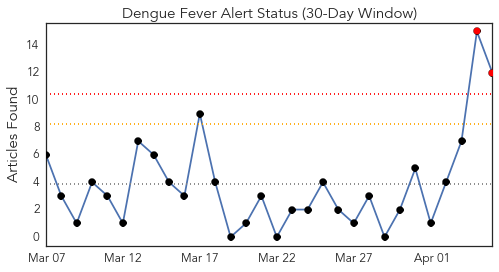 Dengue Fever Alert Status (30-Day Window)
Articles Found
14
12
10
8
6
4
2
0
Mar 07 Mar 12 Mar 17 Mar 22 Mar 27 Apr 01